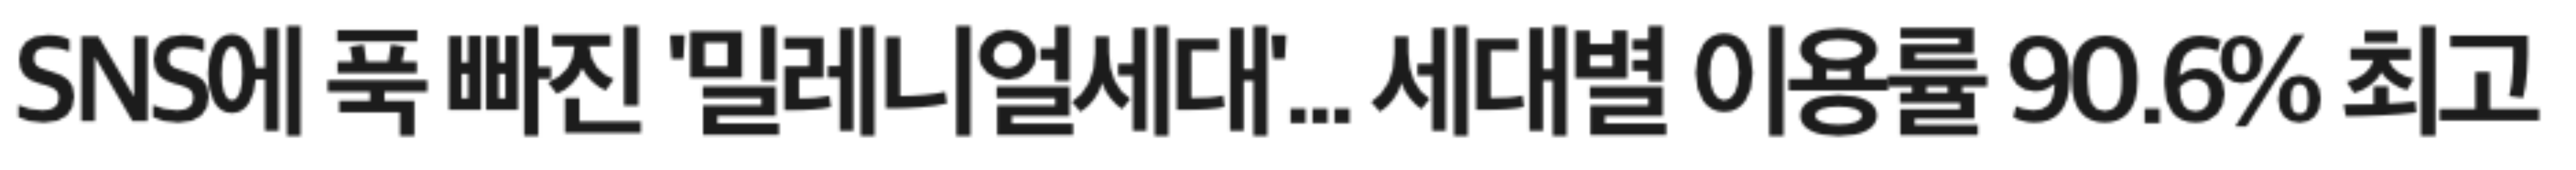 SNS에 푹 빠진 '밀레니얼세대'... 세대별 이용률 90.6% 최고